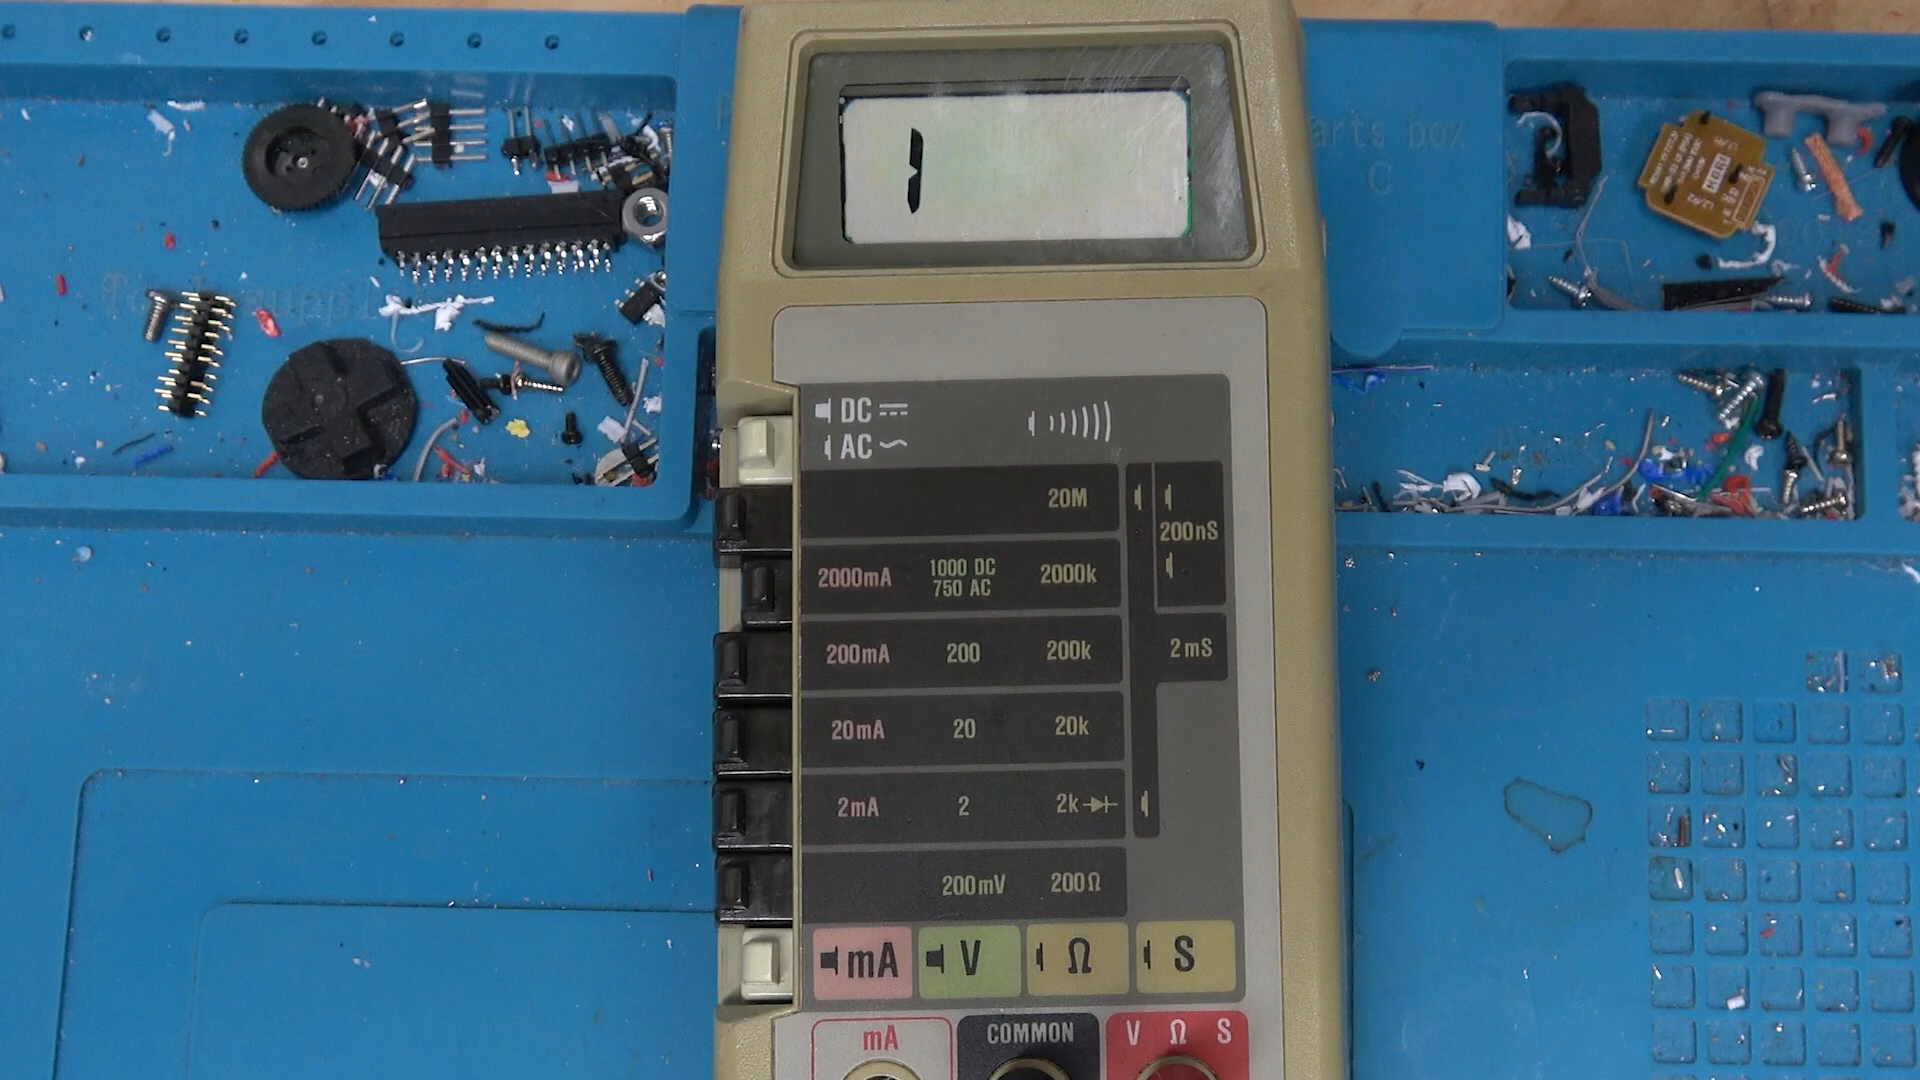 1
arts box
C
DC
AC
20M
200nS
2000mA 1000 DC 2000k
750 AC
200mA 200 200k 2mS
20mA 20 20k
2mA 2 2k
200mV 200Ω
mA V Ω S
mA COMMON V Ω S